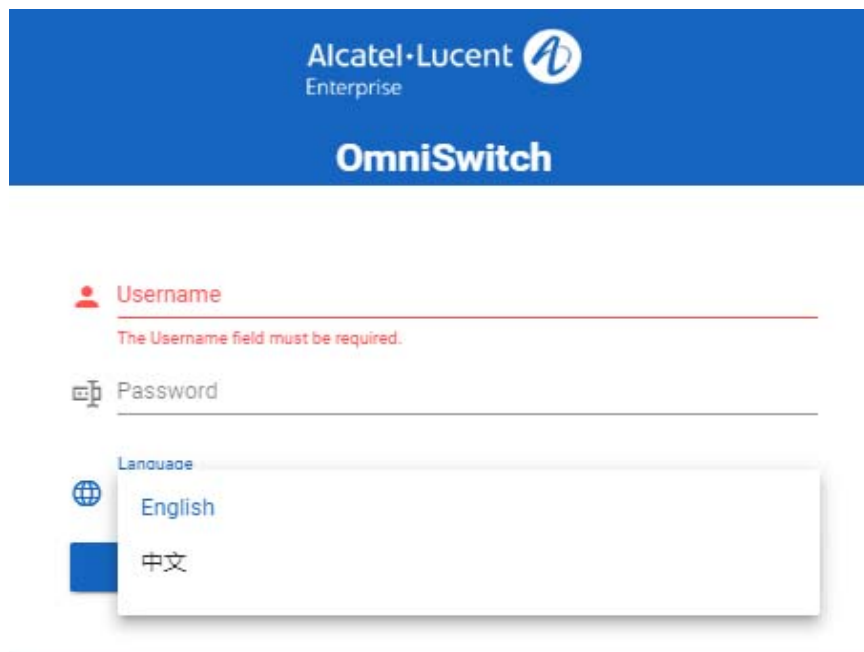 Alcatel·Lucent
Enterprise
OmniSwitch
Username
The Username field must be required.
Password
Language
English
中文